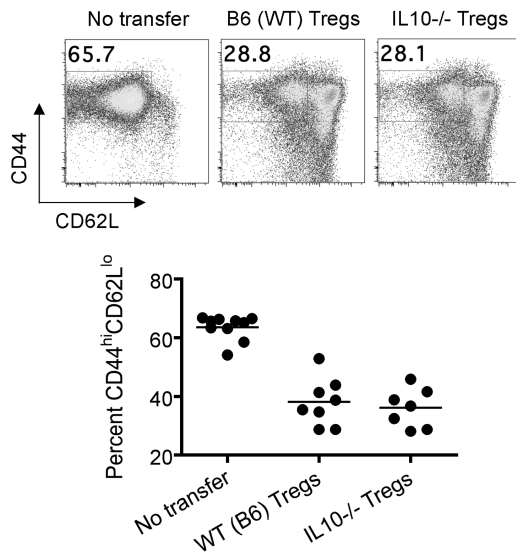 No transfer B6 (WT) Tregs IL10-/- Tregs
65.7 28.8 28.1
CD44
CD62L
Percent CD44hiCD62Llo
80
60
40
20
No transfer
WT (B6) Tregs
IL10-/- Tregs